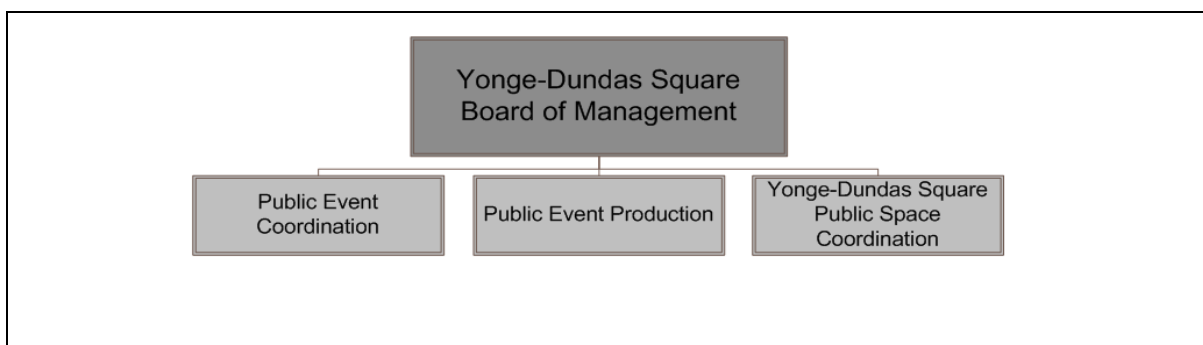 Yonge-Dundas Square
Board of Management
Public Event
Coordination
Public Event Production
Yonge-Dundas Square
Public Space
Coordination